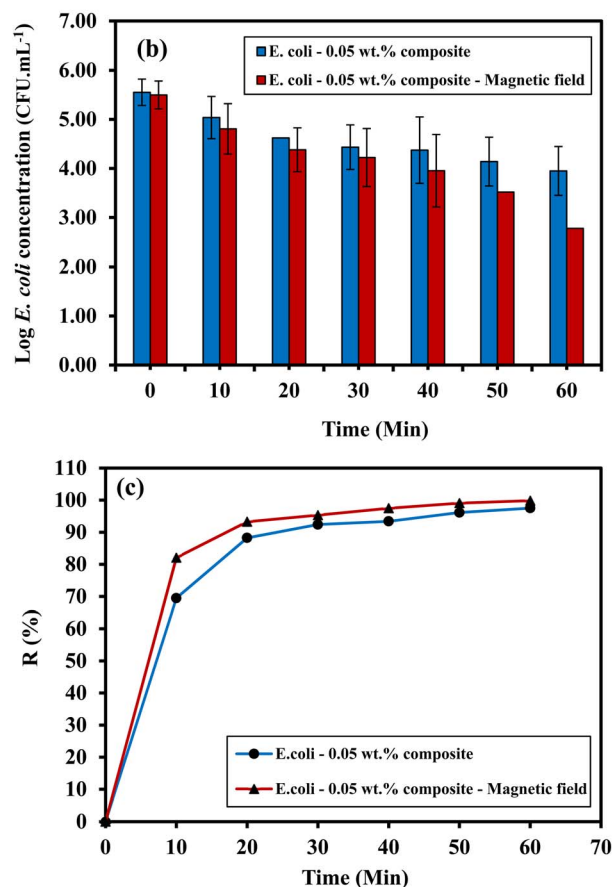 (b)
E. coli - 0.05 wt.% composite
E. coli - 0.05 wt.% composite - Magnetic field
Log E. coli concentration (CFU.mL-1)
7.00
6.00
5.00
4.00
3.00
2.00
1.00
0.00
0 10 20 30 40 50 60
Time (Min)
(c)
R (%)
110
100
90
80
70
60
50
40
30
20
10
0
E.coli - 0.05 wt.% composite
E.coli - 0.05 wt.% composite - Magnetic field
0 10 20 30 40 50 60 70
Time (Min)